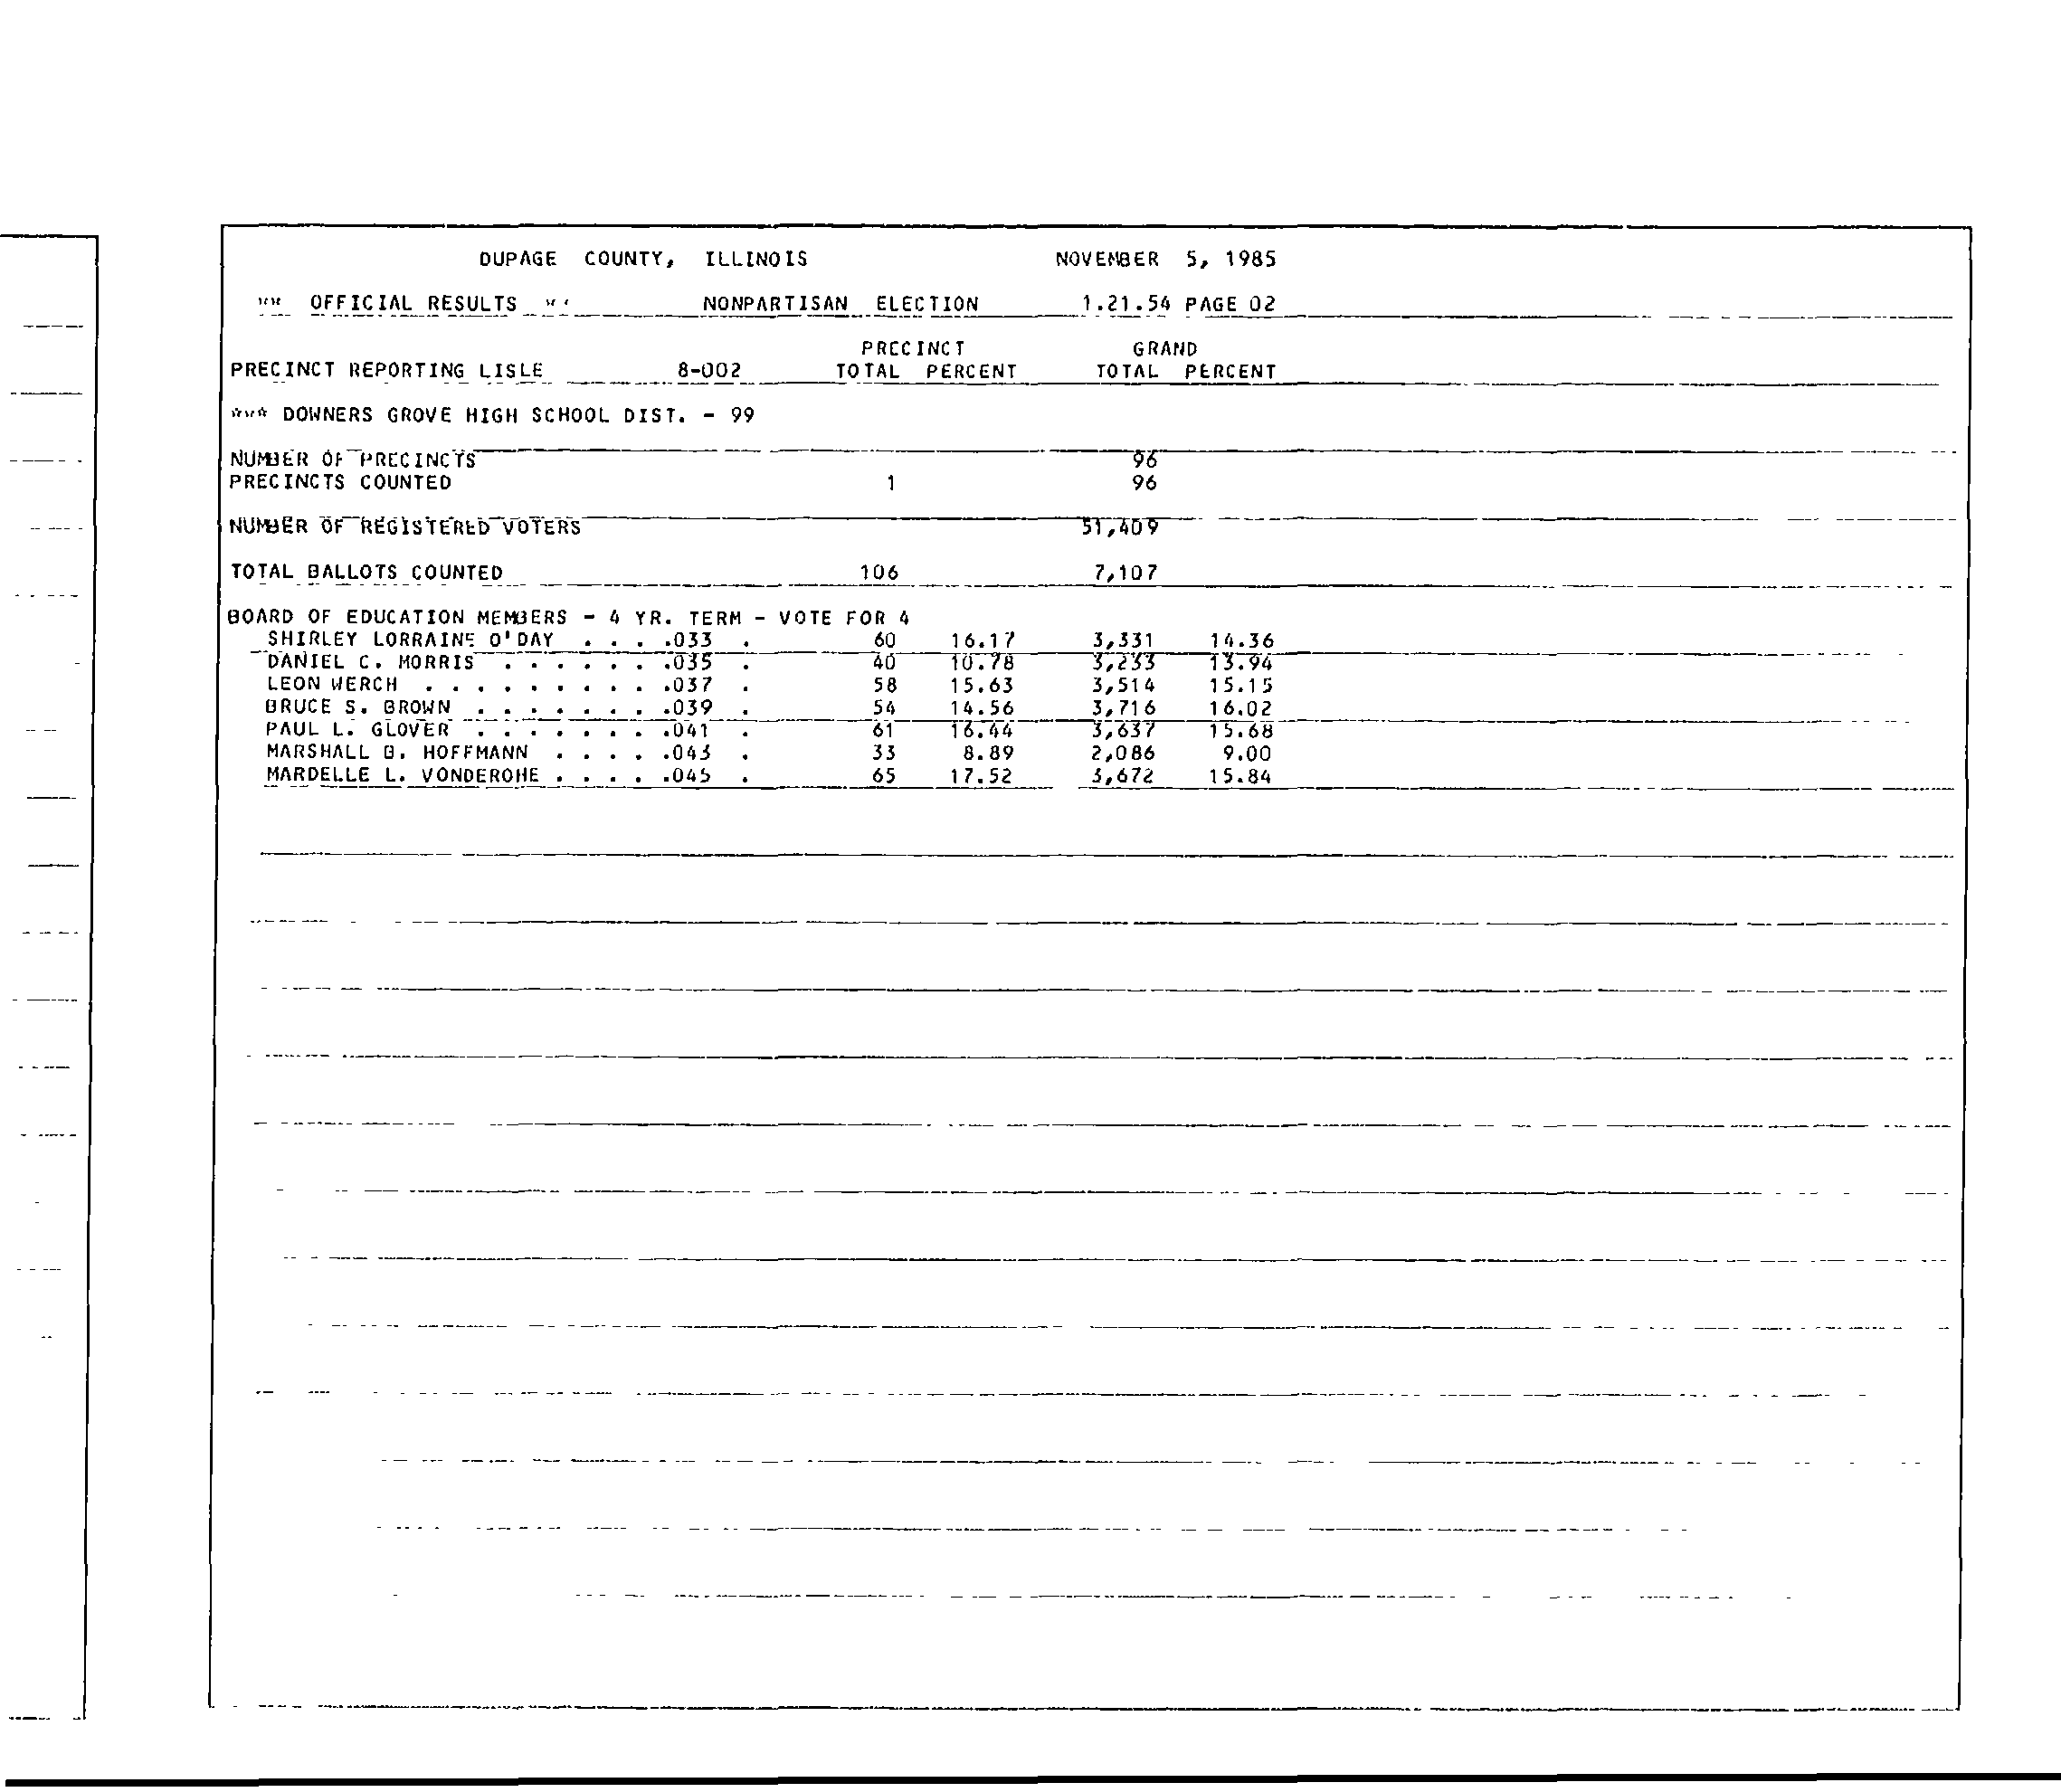 DUPAGE COUNTY, ILLINOIS NOVEMBER 5, 1985
** OFFICIAL RESULTS ** NONPARTISAN ELECTION 1.21.54 PAGE 02
PRECINCT GRAND
PRECINCT REPORTING LISLE 8-002 TOTAL PERCENT TOTAL PERCENT
*** DOWNERS GROVE HIGH SCHOOL DIST. - 99
NUMBER OF PRECINCTS 96
PRECINCTS COUNTED 1 96
NUMBER OF REGISTERED VOTERS 51,409
TOTAL BALLOTS COUNTED 106 7,107
BOARD OF EDUCATION MEMBERS - 4 YR. TERM - VOTE FOR 4
SHIRLEY LORRAINE O'DAY . . . .033 . 60 16.17 3,331 14.36
DANIEL C. MORRIS . . . . . . .035 . 40 10.78 3,233 13.94
LEON WERCH . . . . . . . . . .037 . 58 15.63 3,514 15.15
BRUCE S. BROWN . . . . . . . .039 . 54 14.56 3,716 16.02
PAUL L. GLOVER . . . . . . . .041 . 61 16.44 3,637 15.68
MARSHALL B. HOFFMANN . . . . .043 . 33 8.89 2,086 9.00
MARDELLE L. VONDEROHE . . . . .045 . 65 17.52 3,672 15.84